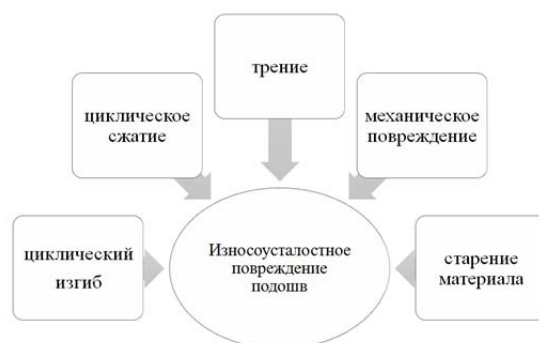 трение
циклическое
сжатие
механическое
повреждение
циклический
изгиб
Износоусталостное
повреждение
подошв
старение
материала